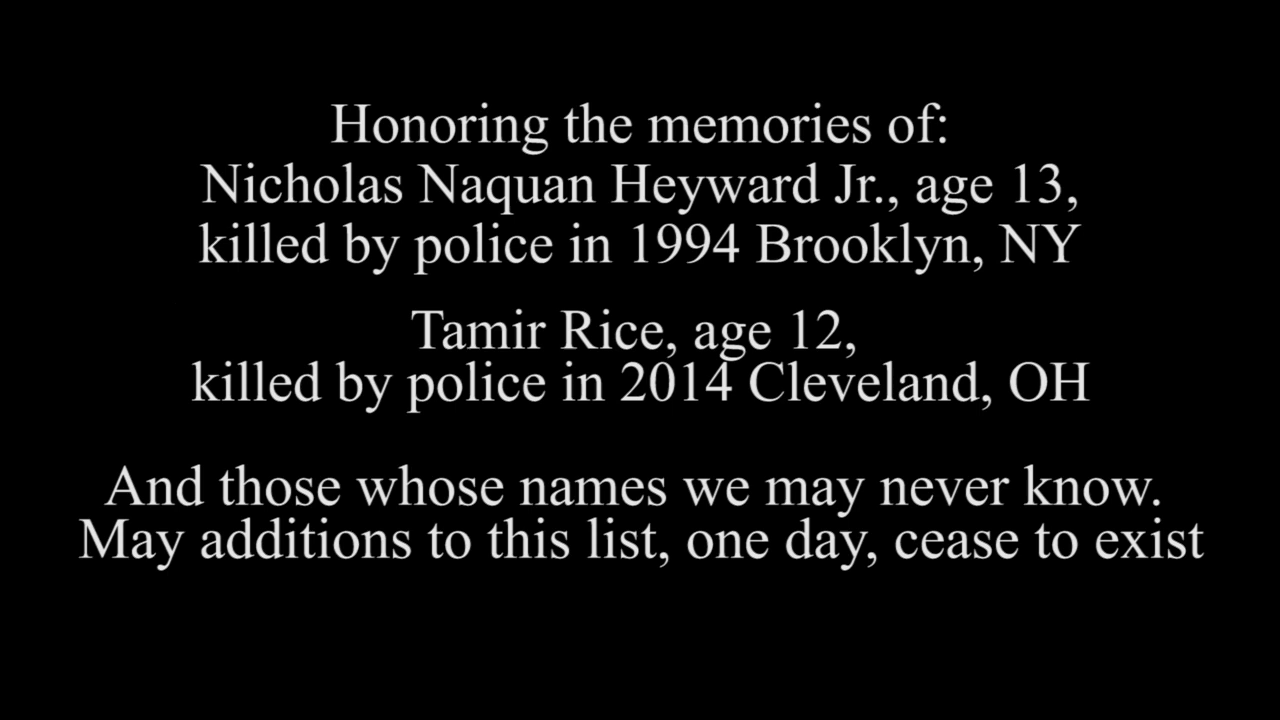 Honoring the memories of:
Nicholas Naquan Heyward Jr., age 13,
killed by police in 1994 Brooklyn, NY
Tamir Rice, age 12,
killed by police in 2014 Cleveland, OH
And those whose names we may never know.
May additions to this list, one day, cease to exist